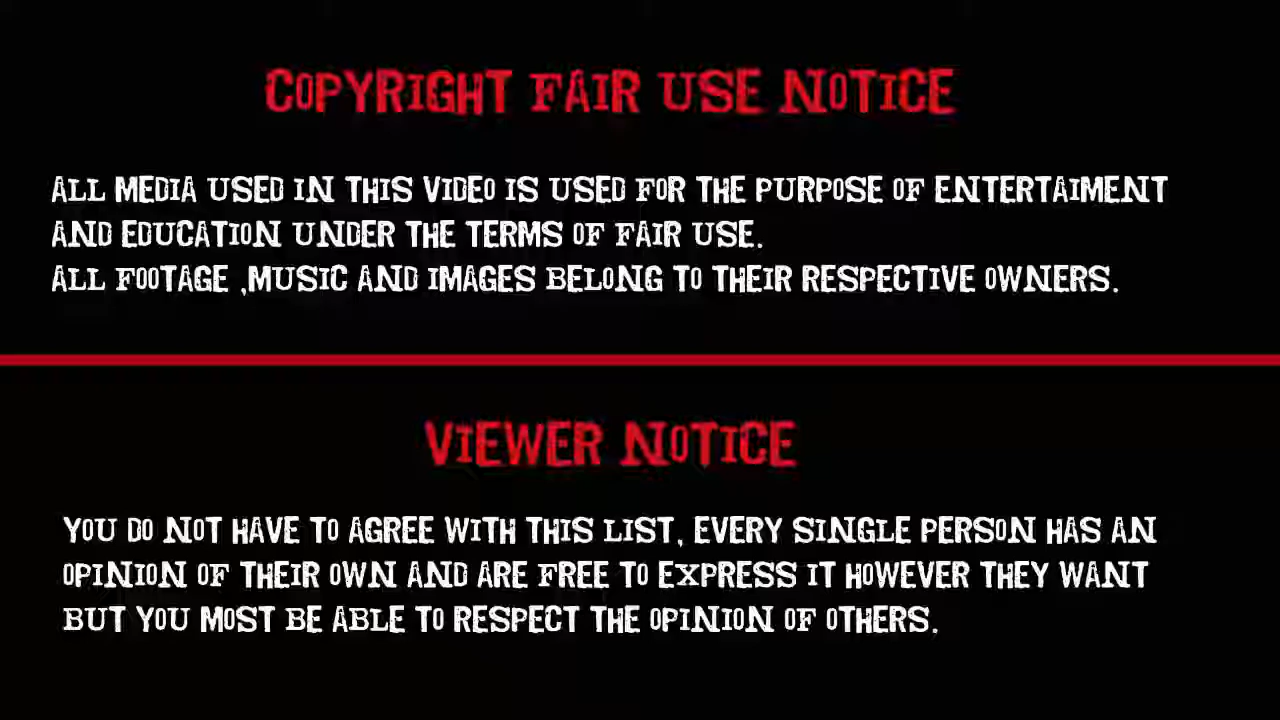 COPYRIGHT FAIR USE NOTICE
ALL MEDIA USED IN THIS VIDEO IS USED FOR THE PURPOSE OF ENTERTAIMENT
AND EDUCATION UNDER THE TERMS OF FAIR USE.
ALL FOOTAGE ,MUSIC AND IMAGES BELONG TO THEIR RESPECTIVE OWNERS.
VIEWER NOTICE
YOU DO NOT HAVE TO AGREE WITH THIS LIST, EVERY SINGLE PERSON HAS AN
OPINION OF THEIR OWN AND ARE FREE TO EXPRESS IT HOWEVER THEY WANT
BUT YOU MOST BE ABLE TO RESPECT THE OPINION OF OTHERS.